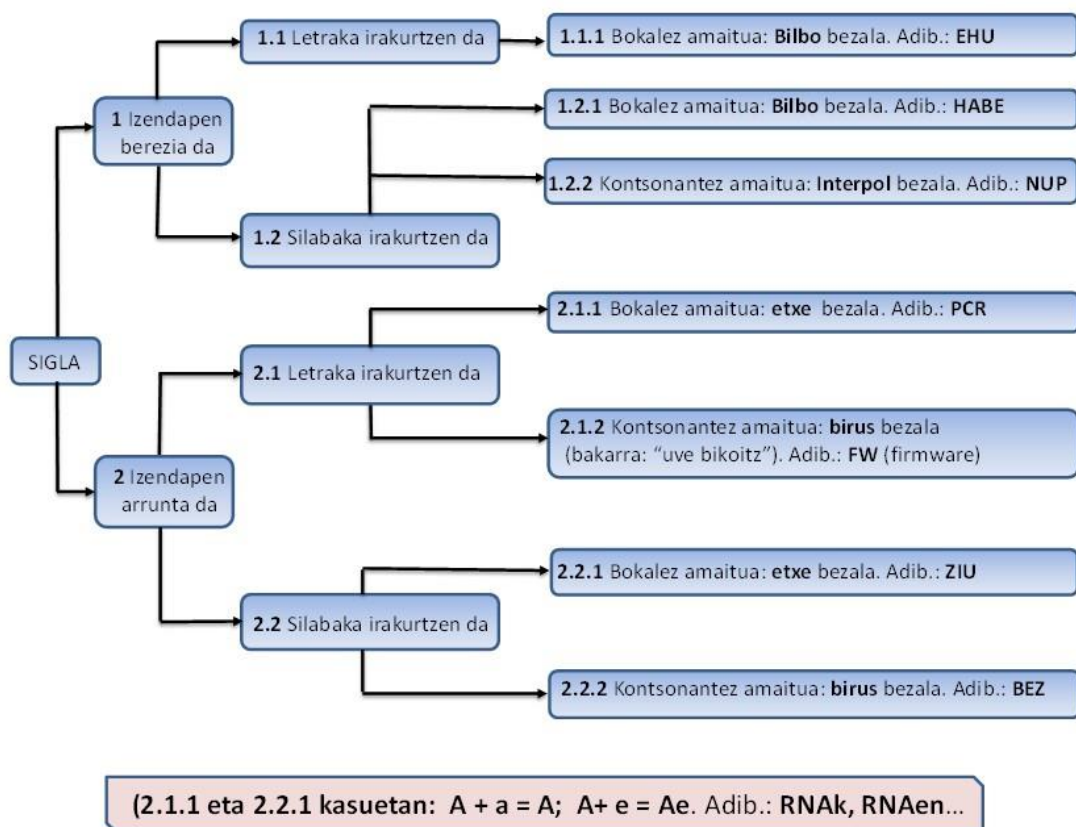 1.1 Letraka irakurtzen da
1.1.1 Bokalez amaitua: Bilbo bezala. Adib.: EHU
1 Izendapen
berezia da
1.2.1 Bokalez amaitua: Bilbo bezala. Adib.: HABE
1.2.2 Kontsonantez amaitua: Interpol bezala. Adib.: NUP
1.2 Silabaka irakurtzen da
SIGLA
2.1.1 Bokalez amaitua: etxe bezala. Adib.: PCR
2.1 Letraka irakurtzen da
2.1.2 Kontsonantez amaitua: birus bezala
(bakarra: “uve bikoitz”). Adib.: FW (firmware)
2 Izendapen
arrunta da
2.2.1 Bokalez amaitua: etxe bezala. Adib.: ZIU
2.2 Silabaka irakurtzen da
2.2.2 Kontsonantez amaitua: birus bezala. Adib.: BEZ
(2.1.1 eta 2.2.1 kasuetan: A + a = A; A+ e = Ae. Adib.: RNAk, RNAen...